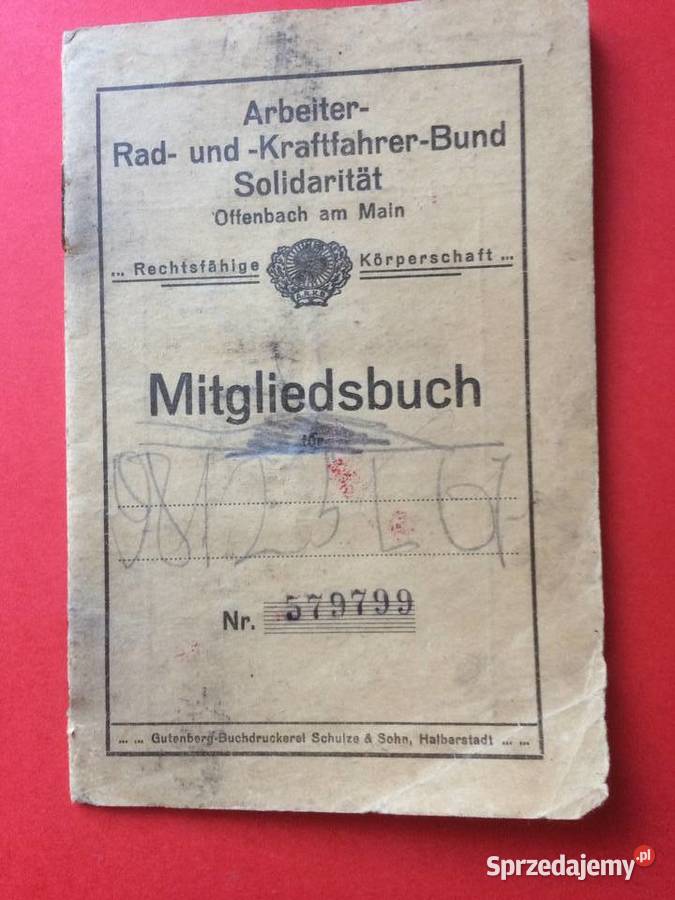 Arbeiter-
Rad- und -Kraftfahrer-Bund
Solidarität
Offenbach am Main
... Rechtsfähige Körperschaft ...
A.R.K.B.
Mitgliedsbuch
für
Nr. 579799
... ... Gutenberg-Buchdruckerei Schulze & Sohn, Halberstadt ... ...
Sprzedajemy.pl